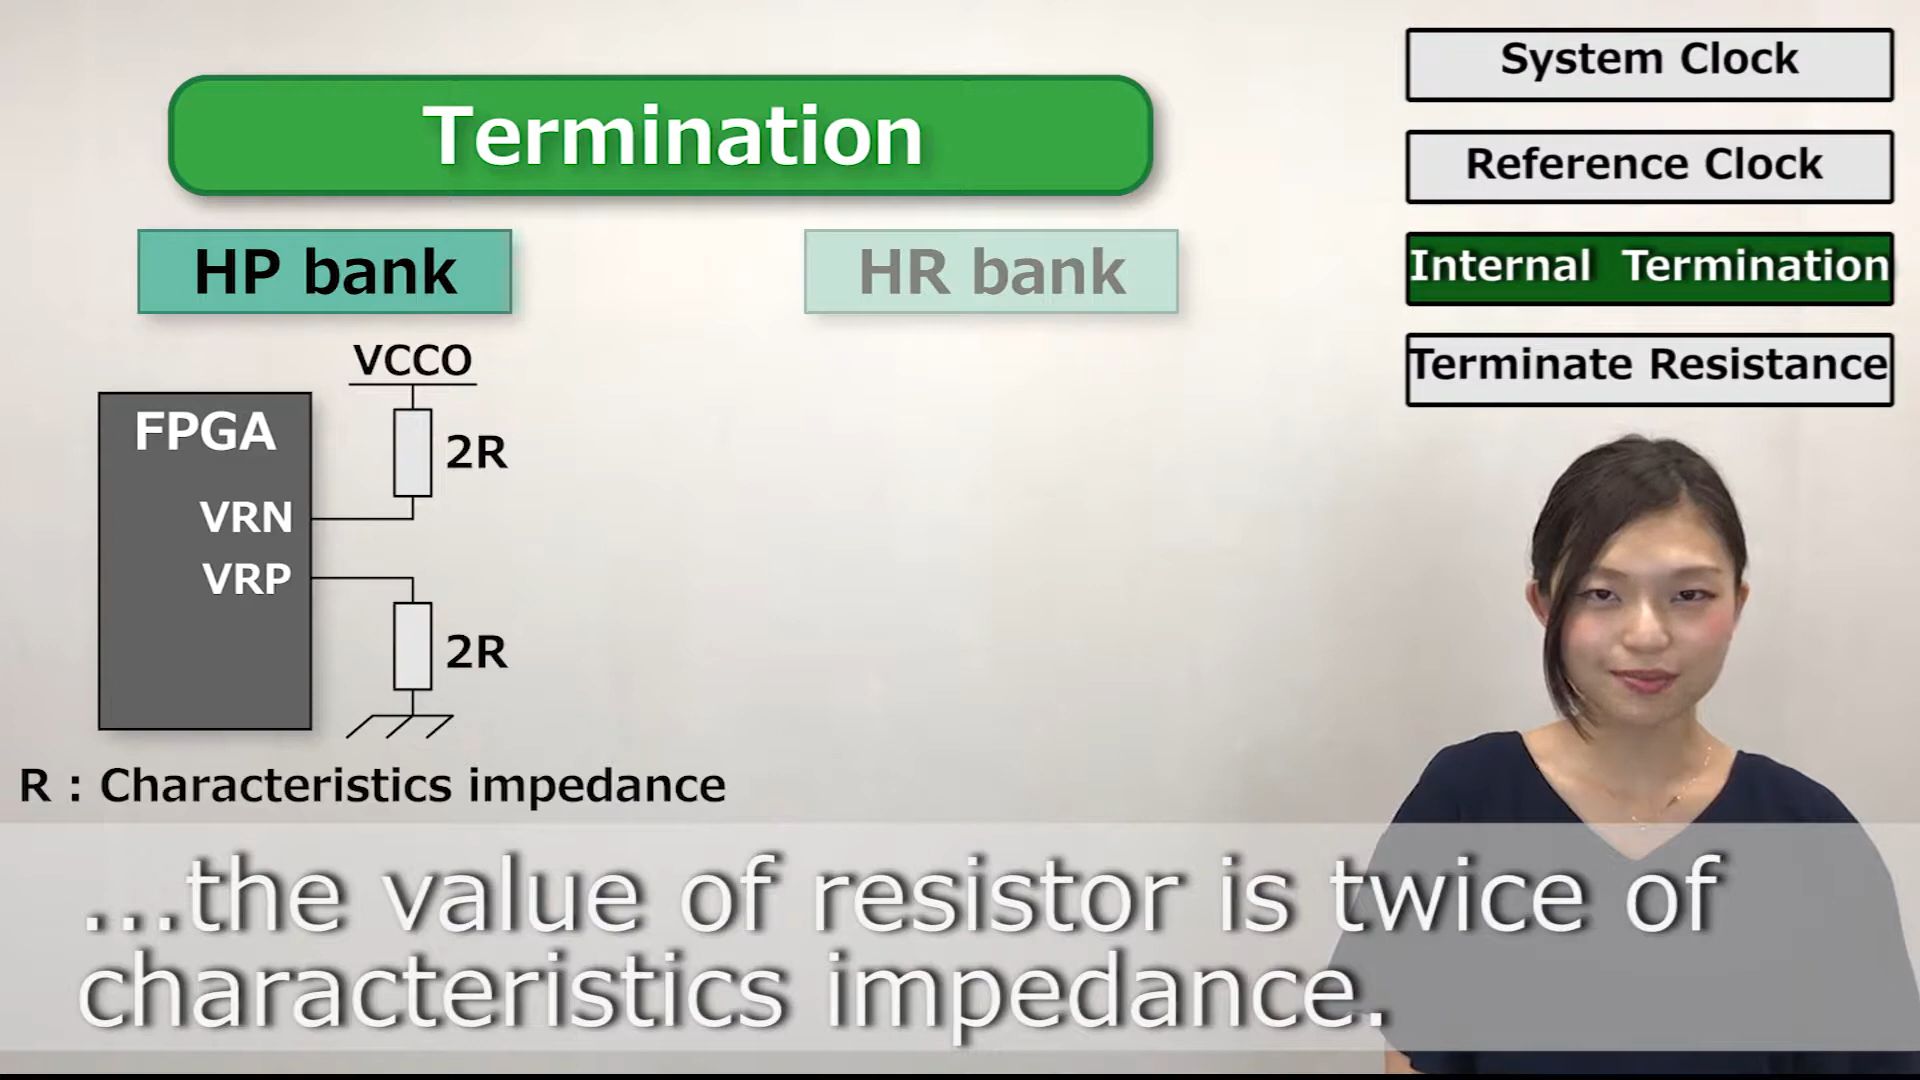 Termination
HP bank
HR bank
VCCO
FPGA
2R
VRN
VRP
2R
R : Characteristics impedance
System Clock
Reference Clock
Internal Termination
Terminate Resistance
...the value of resistor is twice of
characteristics impedance.